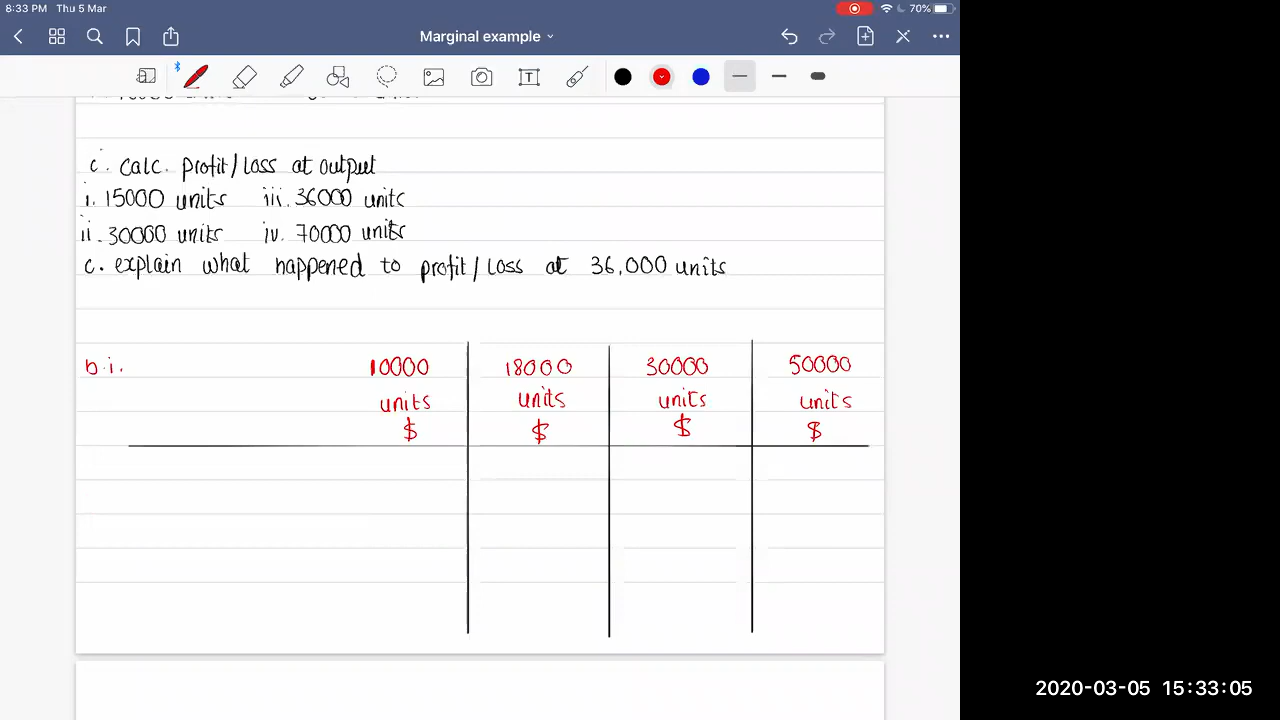 8:33 PM Thu 5 Mar
70%
Marginal example
T
c. calc. profit/loss at output
i. 15000 units iii. 36000 units
ii. 30000 units iv. 70000 units
c. explain what happened to profit/loss at 36,000 units
b.i. 10000 18000 30000 50000
units units units units
$ $ $ $
2020-03-05 15:33:05